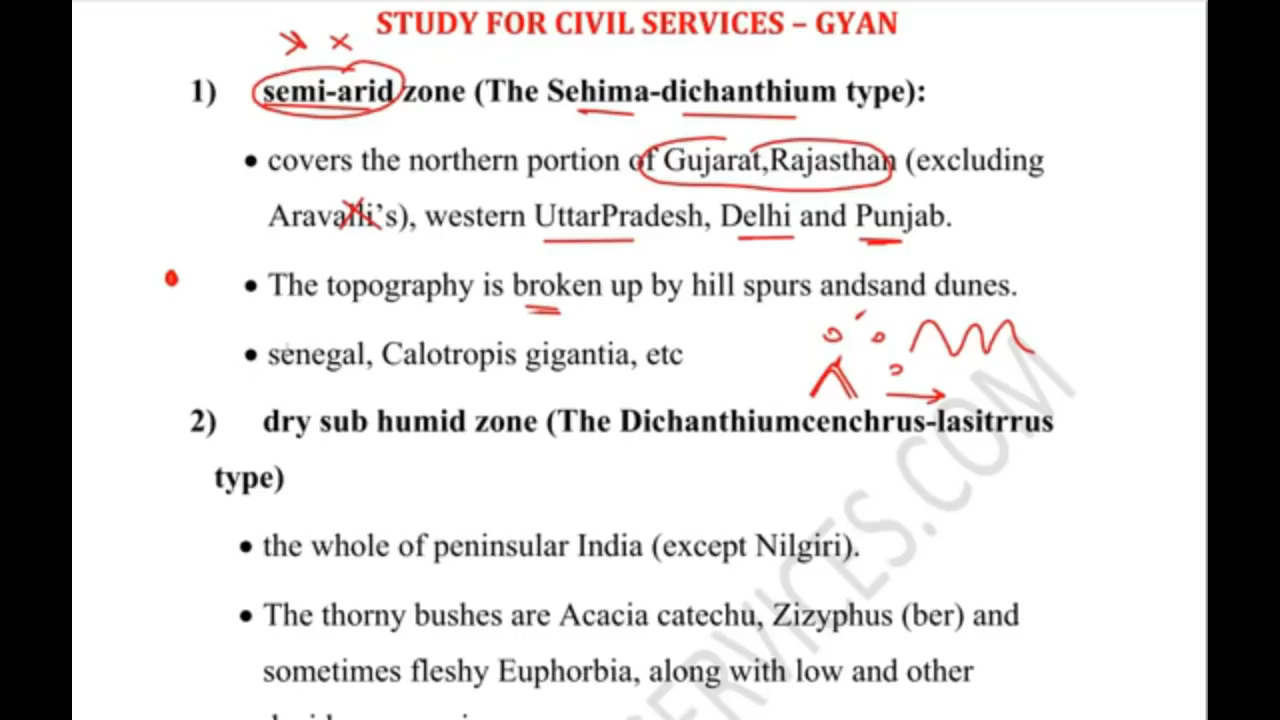 STUDY FOR CIVIL SERVICES – GYAN
1) semi-arid zone (The Sehima-dichanthium type):
• covers the northern portion of Gujarat,Rajasthan (excluding
Aravalli's), western UttarPradesh, Delhi and Punjab.
• The topography is broken up by hill spurs andsand dunes.
• senegal, Calotropis gigantia, etc
2) dry sub humid zone (The Dichanthiumcenchrus-lasitrrus
type)
• the whole of peninsular India (except Nilgiri).
• The thorny bushes are Acacia catechu, Zizyphus (ber) and
sometimes fleshy Euphorbia, along with low and other
SERVICES.COM